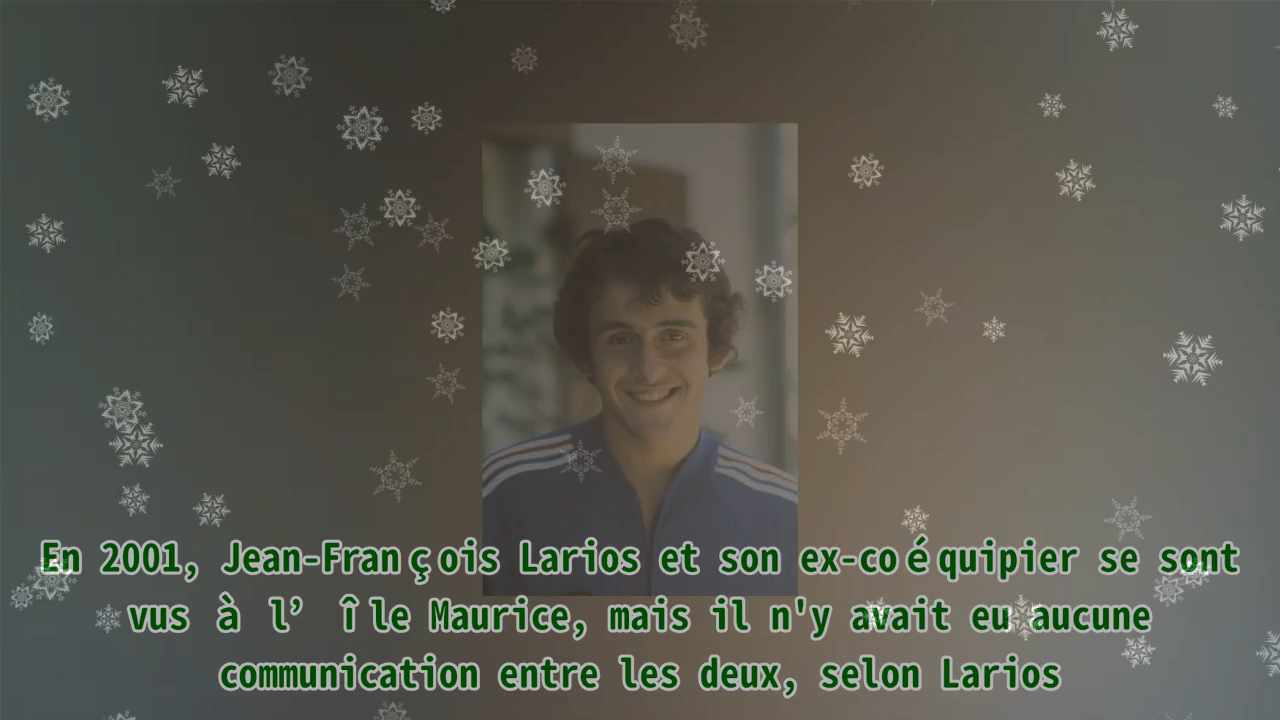 En 2001, Jean-François Larios et son ex-coéquipier se sont
vus à l’ île Maurice, mais il n'y avait eu aucune
communication entre les deux, selon Larios